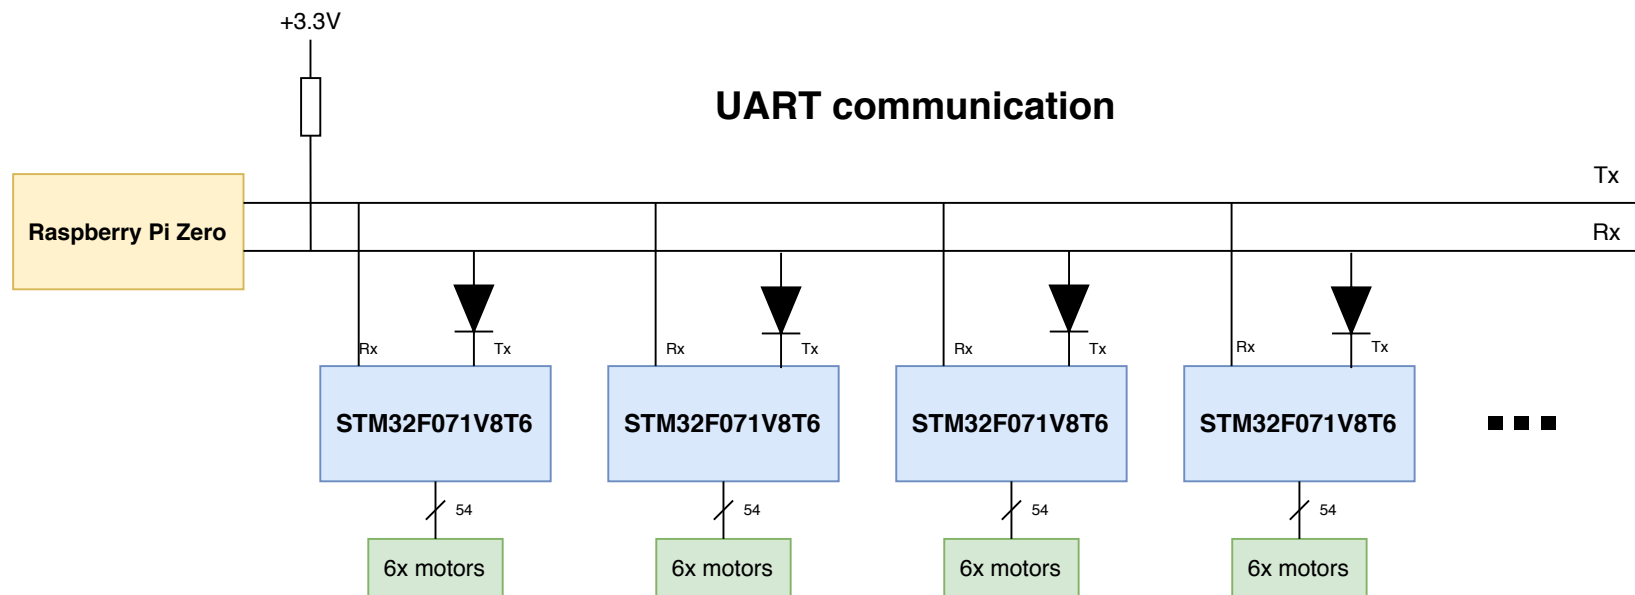 +3.3V
UART communication
Tx
Raspberry Pi Zero
Rx
Rx
Tx
Rx
Tx
Rx
Tx
Rx
Tx
STM32F071V8T6
STM32F071V8T6
STM32F071V8T6
STM32F071V8T6
54
54
54
54
6x motors
6x motors
6x motors
6x motors